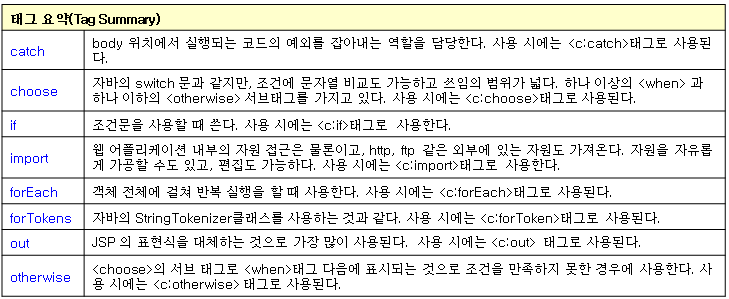 태그 요약(Tag Summary)
catch
body 위치에서 실행되는 코드의 예외를 잡아내는 역할을 담당한다. 사용 시에는 <c:catch>태그로 사용된
다.
choose
자바의 switch 문과 같지만, 조건에 문자열 비교도 가능하고 쓰임의 범위가 넓다. 하나 이상의 <when> 과
하나 이하의 <otherwise> 서브태그를 가지고 있다. 사용 시에는 <c:choose>태그로 사용된다.
if
조건문을 사용할 때 쓴다. 사용 시에는 <c:if>태그로 사용한다.
import
웹 어플리케이션 내부의 자원 접근은 물론이고, http, ftp 같은 외부에 있는 자원도 가져온다. 자원을 자유롭
게 가공할 수도 있고, 편집도 가능하다. 사용 시에는 <c:import>태그로 사용한다.
forEach
객체 전체에 걸쳐 반복 실행을 할 때 사용한다. 사용 시에는 <c:forEach>태그로 사용된다.
forTokens
자바의 StringTokenizer클래스를 사용하는 것과 같다. 사용 시에는 <c:forToken>태그로 사용된다.
out
JSP 의 표현식을 대체하는 것으로 가장 많이 사용된다. 사용 시에는 <c:out> 태그로 사용된다.
otherwise
<choose>의 서브 태그로 <when>태그 다음에 표시되는 것으로 조건을 만족하지 못한 경우에 사용한다. 사
용 시에는 <c:otherwise> 태그로 사용된다.